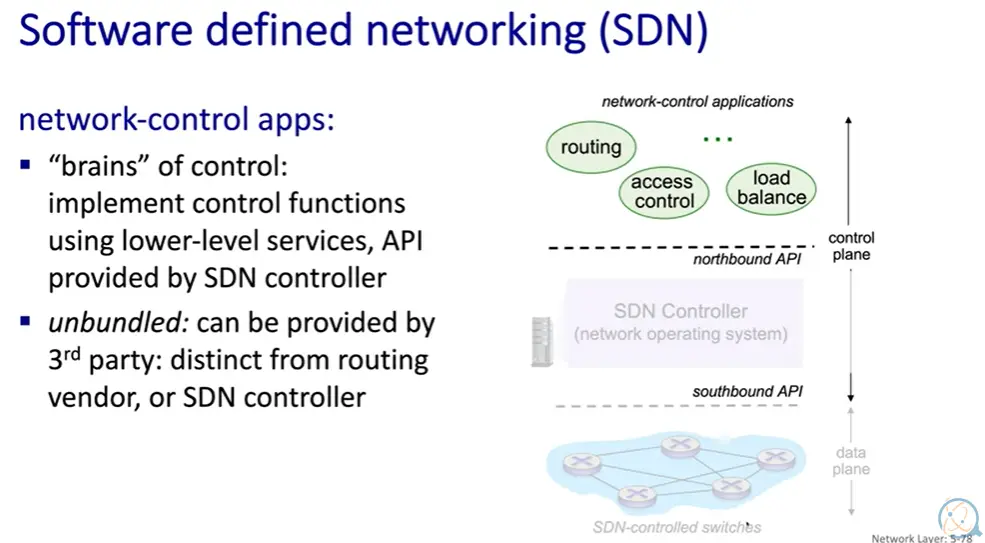 Software defined networking (SDN)
network-control apps:
▪ “brains” of control:
implement control functions
using lower-level services, API
provided by SDN controller
▪ unbundled: can be provided by
3rd party: distinct from routing
vendor, or SDN controller
network-control applications
routing
...
access
control
load
balance
control
plane
northbound API
SDN Controller
(network operating system)
southbound API
data
plane
SDN-controlled switches
Network Layer: 5-78